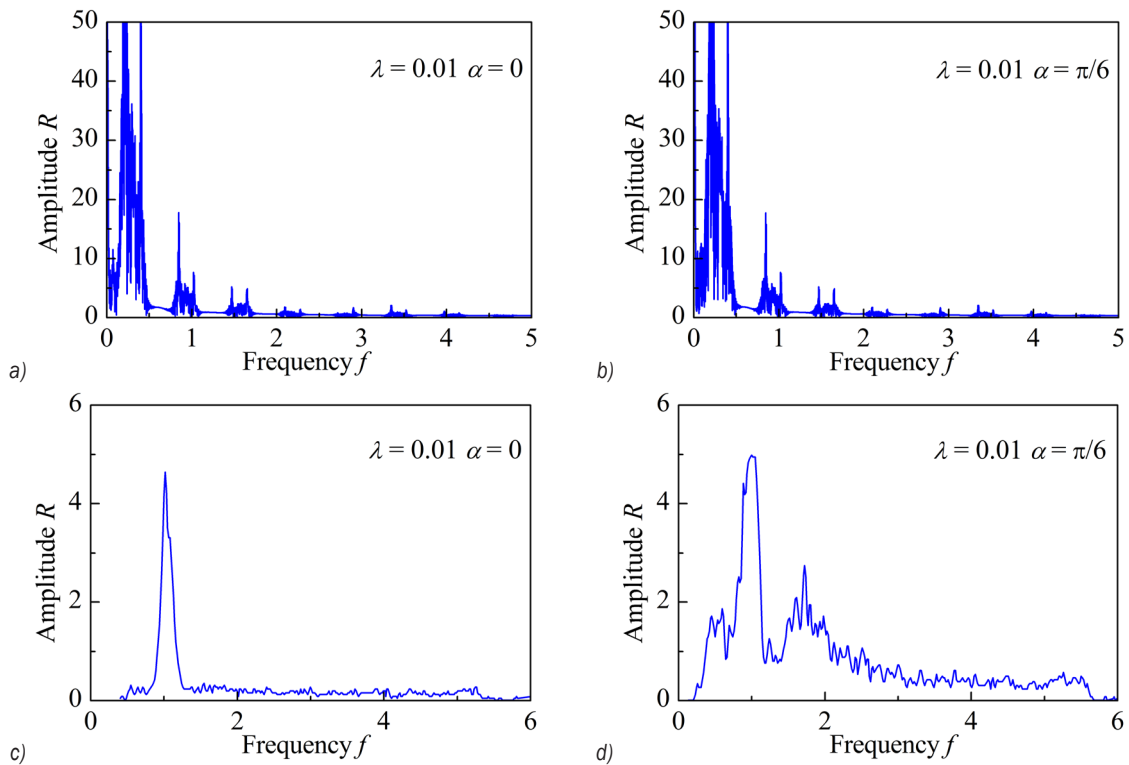 50
40
30
20
10
0
Amplitude R
λ = 0.01 α = 0
0 1 2 3 4 5
Frequency f
a)
50
40
30
20
10
0
Amplitude R
λ = 0.01 α = π/6
0 1 2 3 4 5
Frequency f
b)
6
4
2
0
Amplitude R
λ = 0.01 α = 0
0 2 4 6
Frequency f
c)
6
4
2
0
Amplitude R
λ = 0.01 α = π/6
0 2 4 6
Frequency f
d)